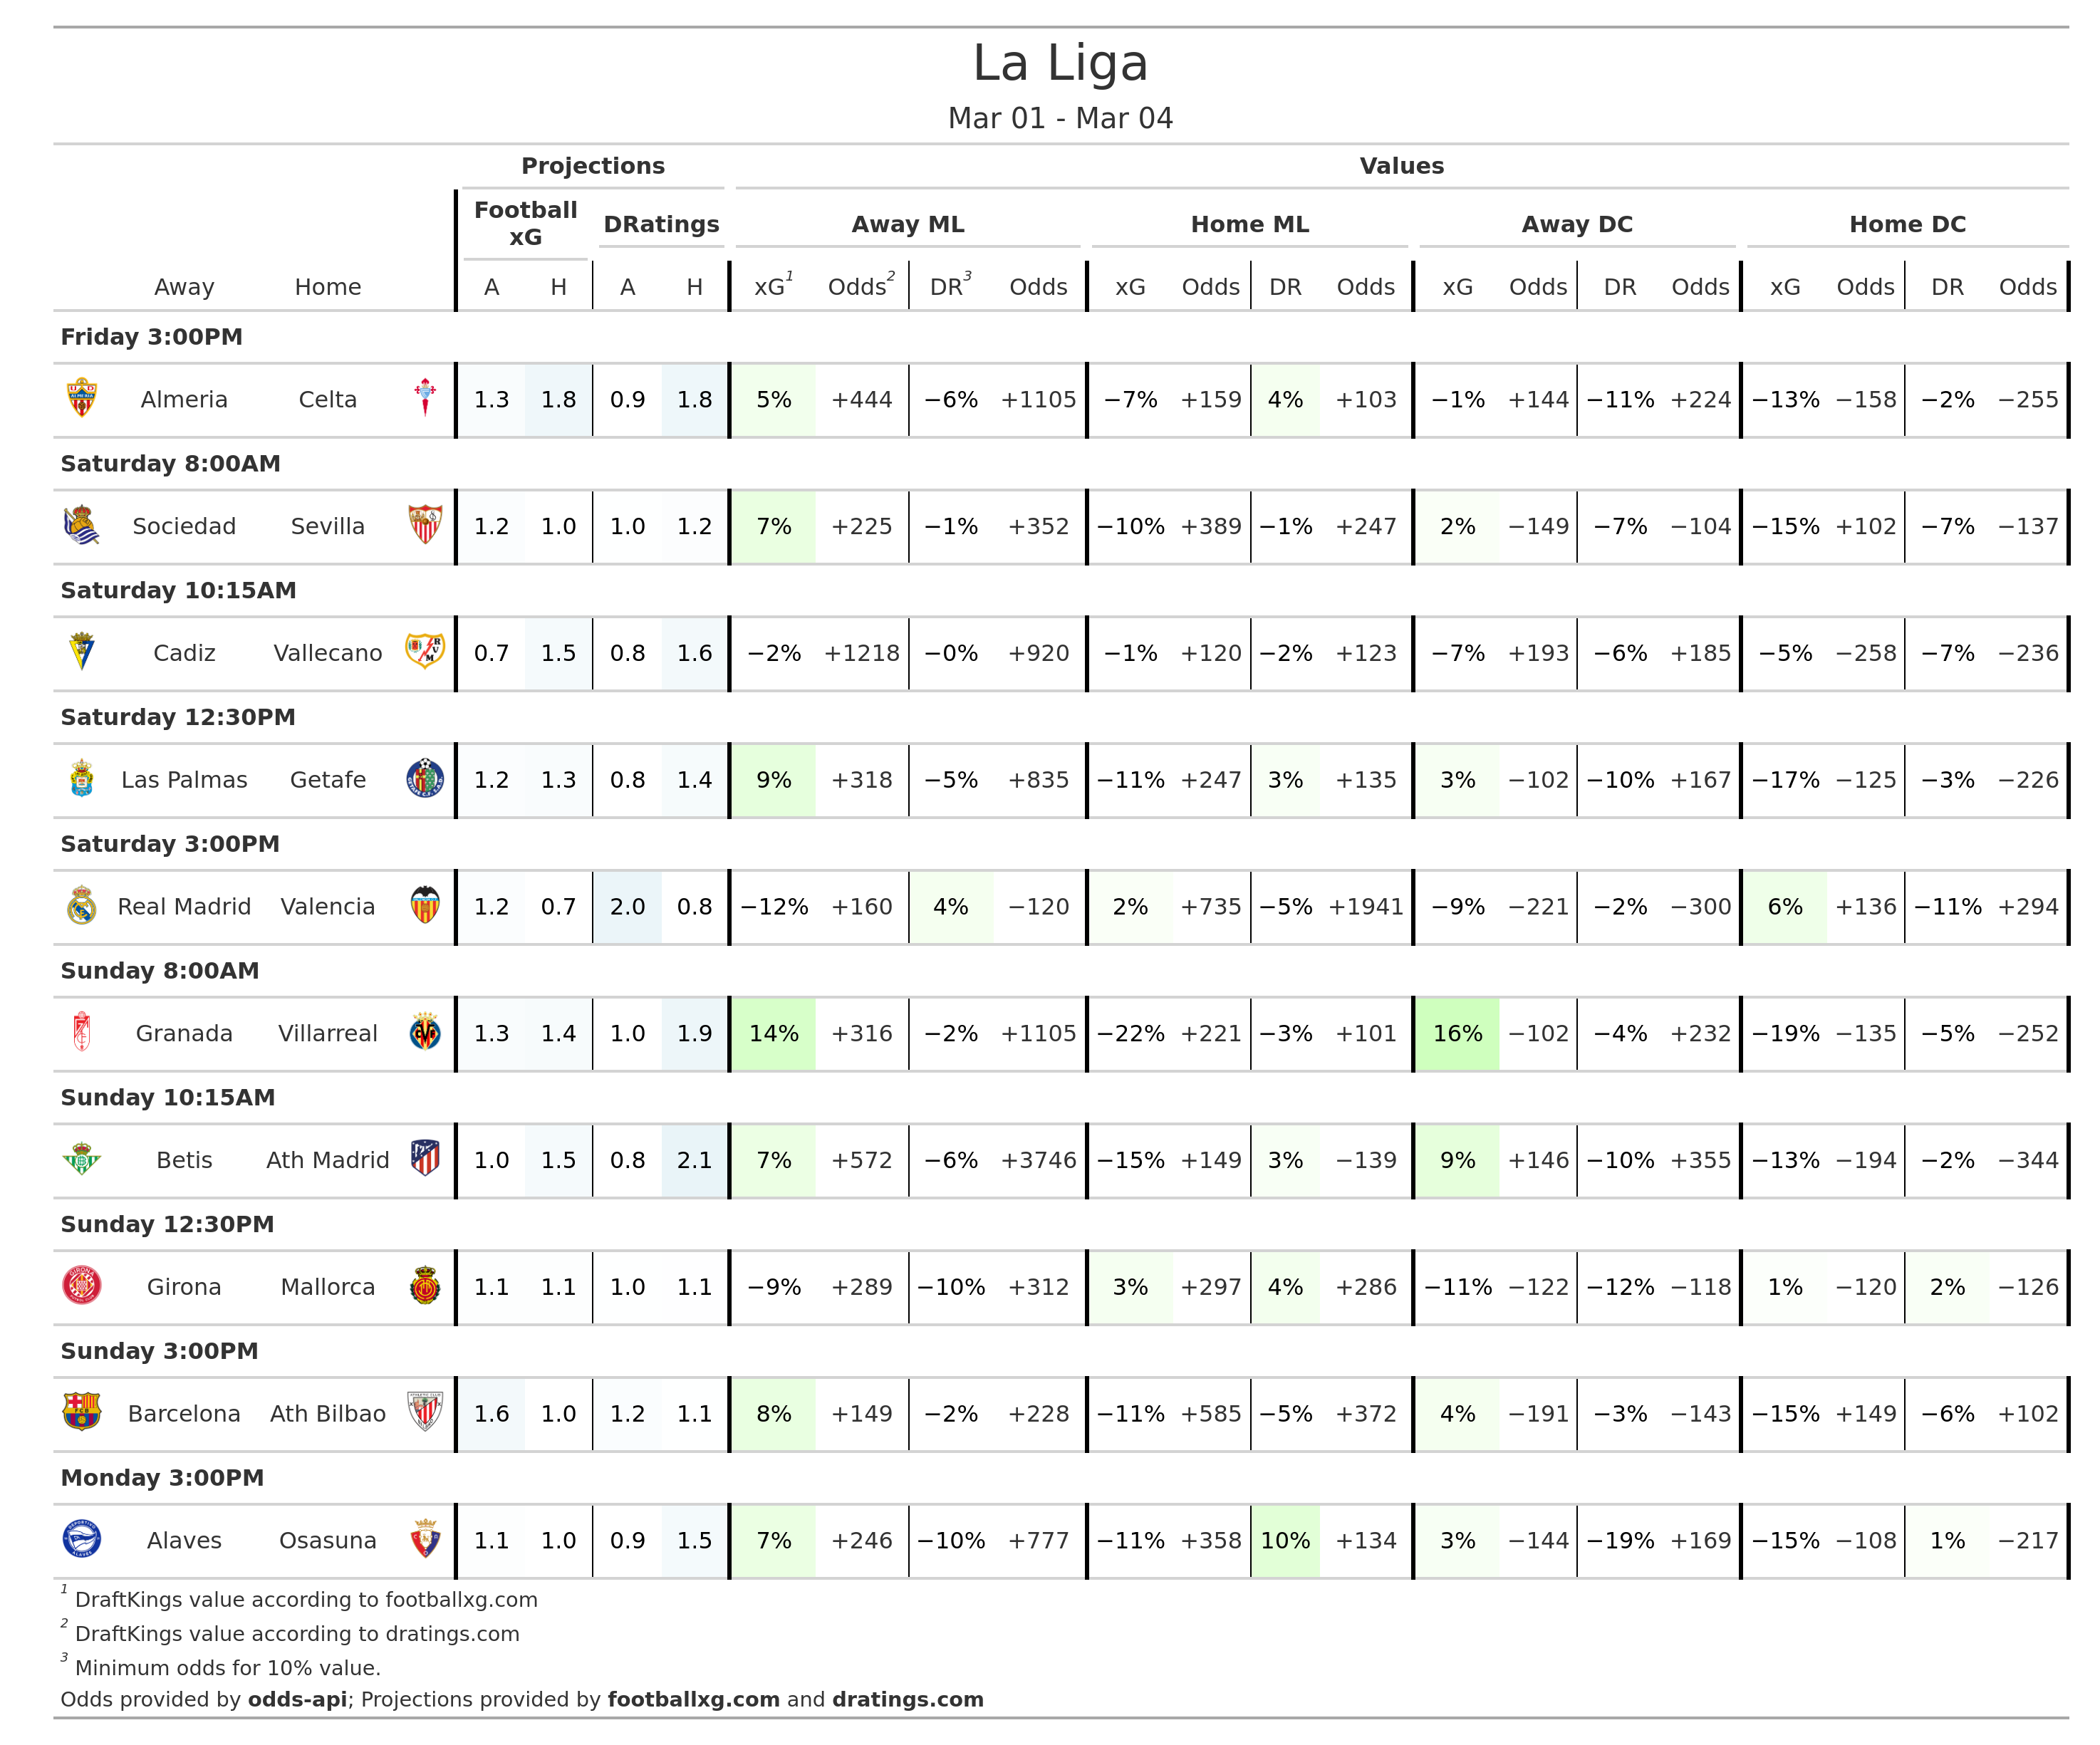 La Liga
Mar 01 - Mar 04
Projections Values
Football xG DRatings Away ML Home ML Away DC Home DC
Away Home A H A H xG1 Odds2 DR3 Odds xG Odds DR Odds xG Odds DR Odds xG Odds DR Odds
Friday 3:00PM
Almeria Celta 1.3 1.8 0.9 1.8 5% +444 −6% +1105 −7% +159 4% +103 −1% +144 −11% +224 −13% −158 −2% −255
Saturday 8:00AM
Sociedad Sevilla 1.2 1.0 1.0 1.2 7% +225 −1% +352 −10% +389 −1% +247 2% −149 −7% −104 −15% +102 −7% −137
Saturday 10:15AM
Cadiz Vallecano 0.7 1.5 0.8 1.6 −2% +1218 −0% +920 −1% +120 −2% +123 −7% +193 −6% +185 −5% −258 −7% −236
Saturday 12:30PM
Las Palmas Getafe 1.2 1.3 0.8 1.4 9% +318 −5% +835 −11% +247 3% +135 3% −102 −10% +167 −17% −125 −3% −226
Saturday 3:00PM
Real Madrid Valencia 1.2 0.7 2.0 0.8 −12% +160 4% −120 2% +735 −5% +1941 −9% −221 −2% −300 6% +136 −11% +294
Sunday 8:00AM
Granada Villarreal 1.3 1.4 1.0 1.9 14% +316 −2% +1105 −22% +221 −3% +101 16% −102 −4% +232 −19% −135 −5% −252
Sunday 10:15AM
Betis Ath Madrid 1.0 1.5 0.8 2.1 7% +572 −6% +3746 −15% +149 3% −139 9% +146 −10% +355 −13% −194 −2% −344
Sunday 12:30PM
Girona Mallorca 1.1 1.1 1.0 1.1 −9% +289 −10% +312 3% +297 4% +286 −11% −122 −12% −118 1% −120 2% −126
Sunday 3:00PM
Barcelona Ath Bilbao 1.6 1.0 1.2 1.1 8% +149 −2% +228 −11% +585 −5% +372 4% −191 −3% −143 −15% +149 −6% +102
Monday 3:00PM
Alaves Osasuna 1.1 1.0 0.9 1.5 7% +246 −10% +777 −11% +358 10% +134 3% −144 −19% +169 −15% −108 1% −217
1 DraftKings value according to footballxg.com
2 DraftKings value according to dratings.com
3 Minimum odds for 10% value.
Odds provided by odds-api; Projections provided by footballxg.com and dratings.com